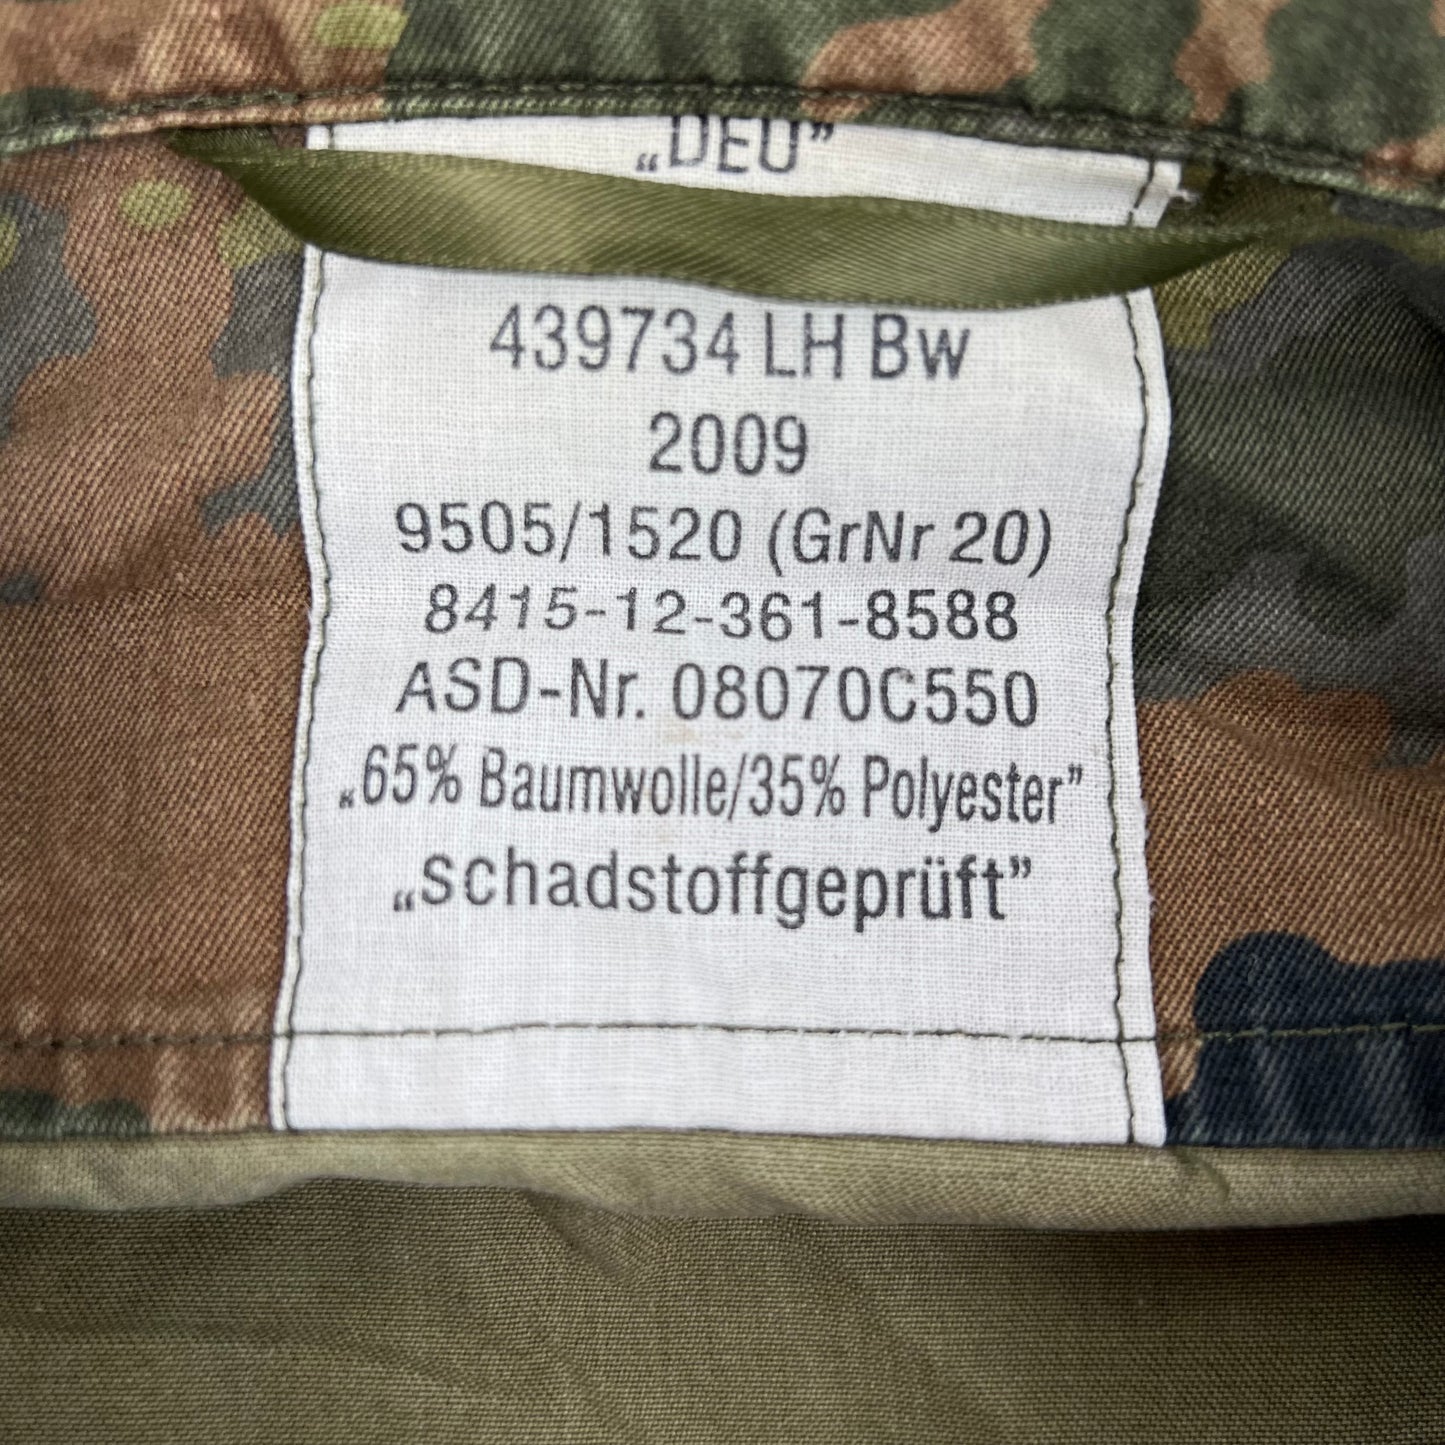 „DEU”
439734 LH Bw
2009
9505/1520 (GrNr 20)
8415-12-361-8588
ASD-Nr. 08070C550
„65% Baumwolle/35% Polyester”
„schadstoffgeprüft”